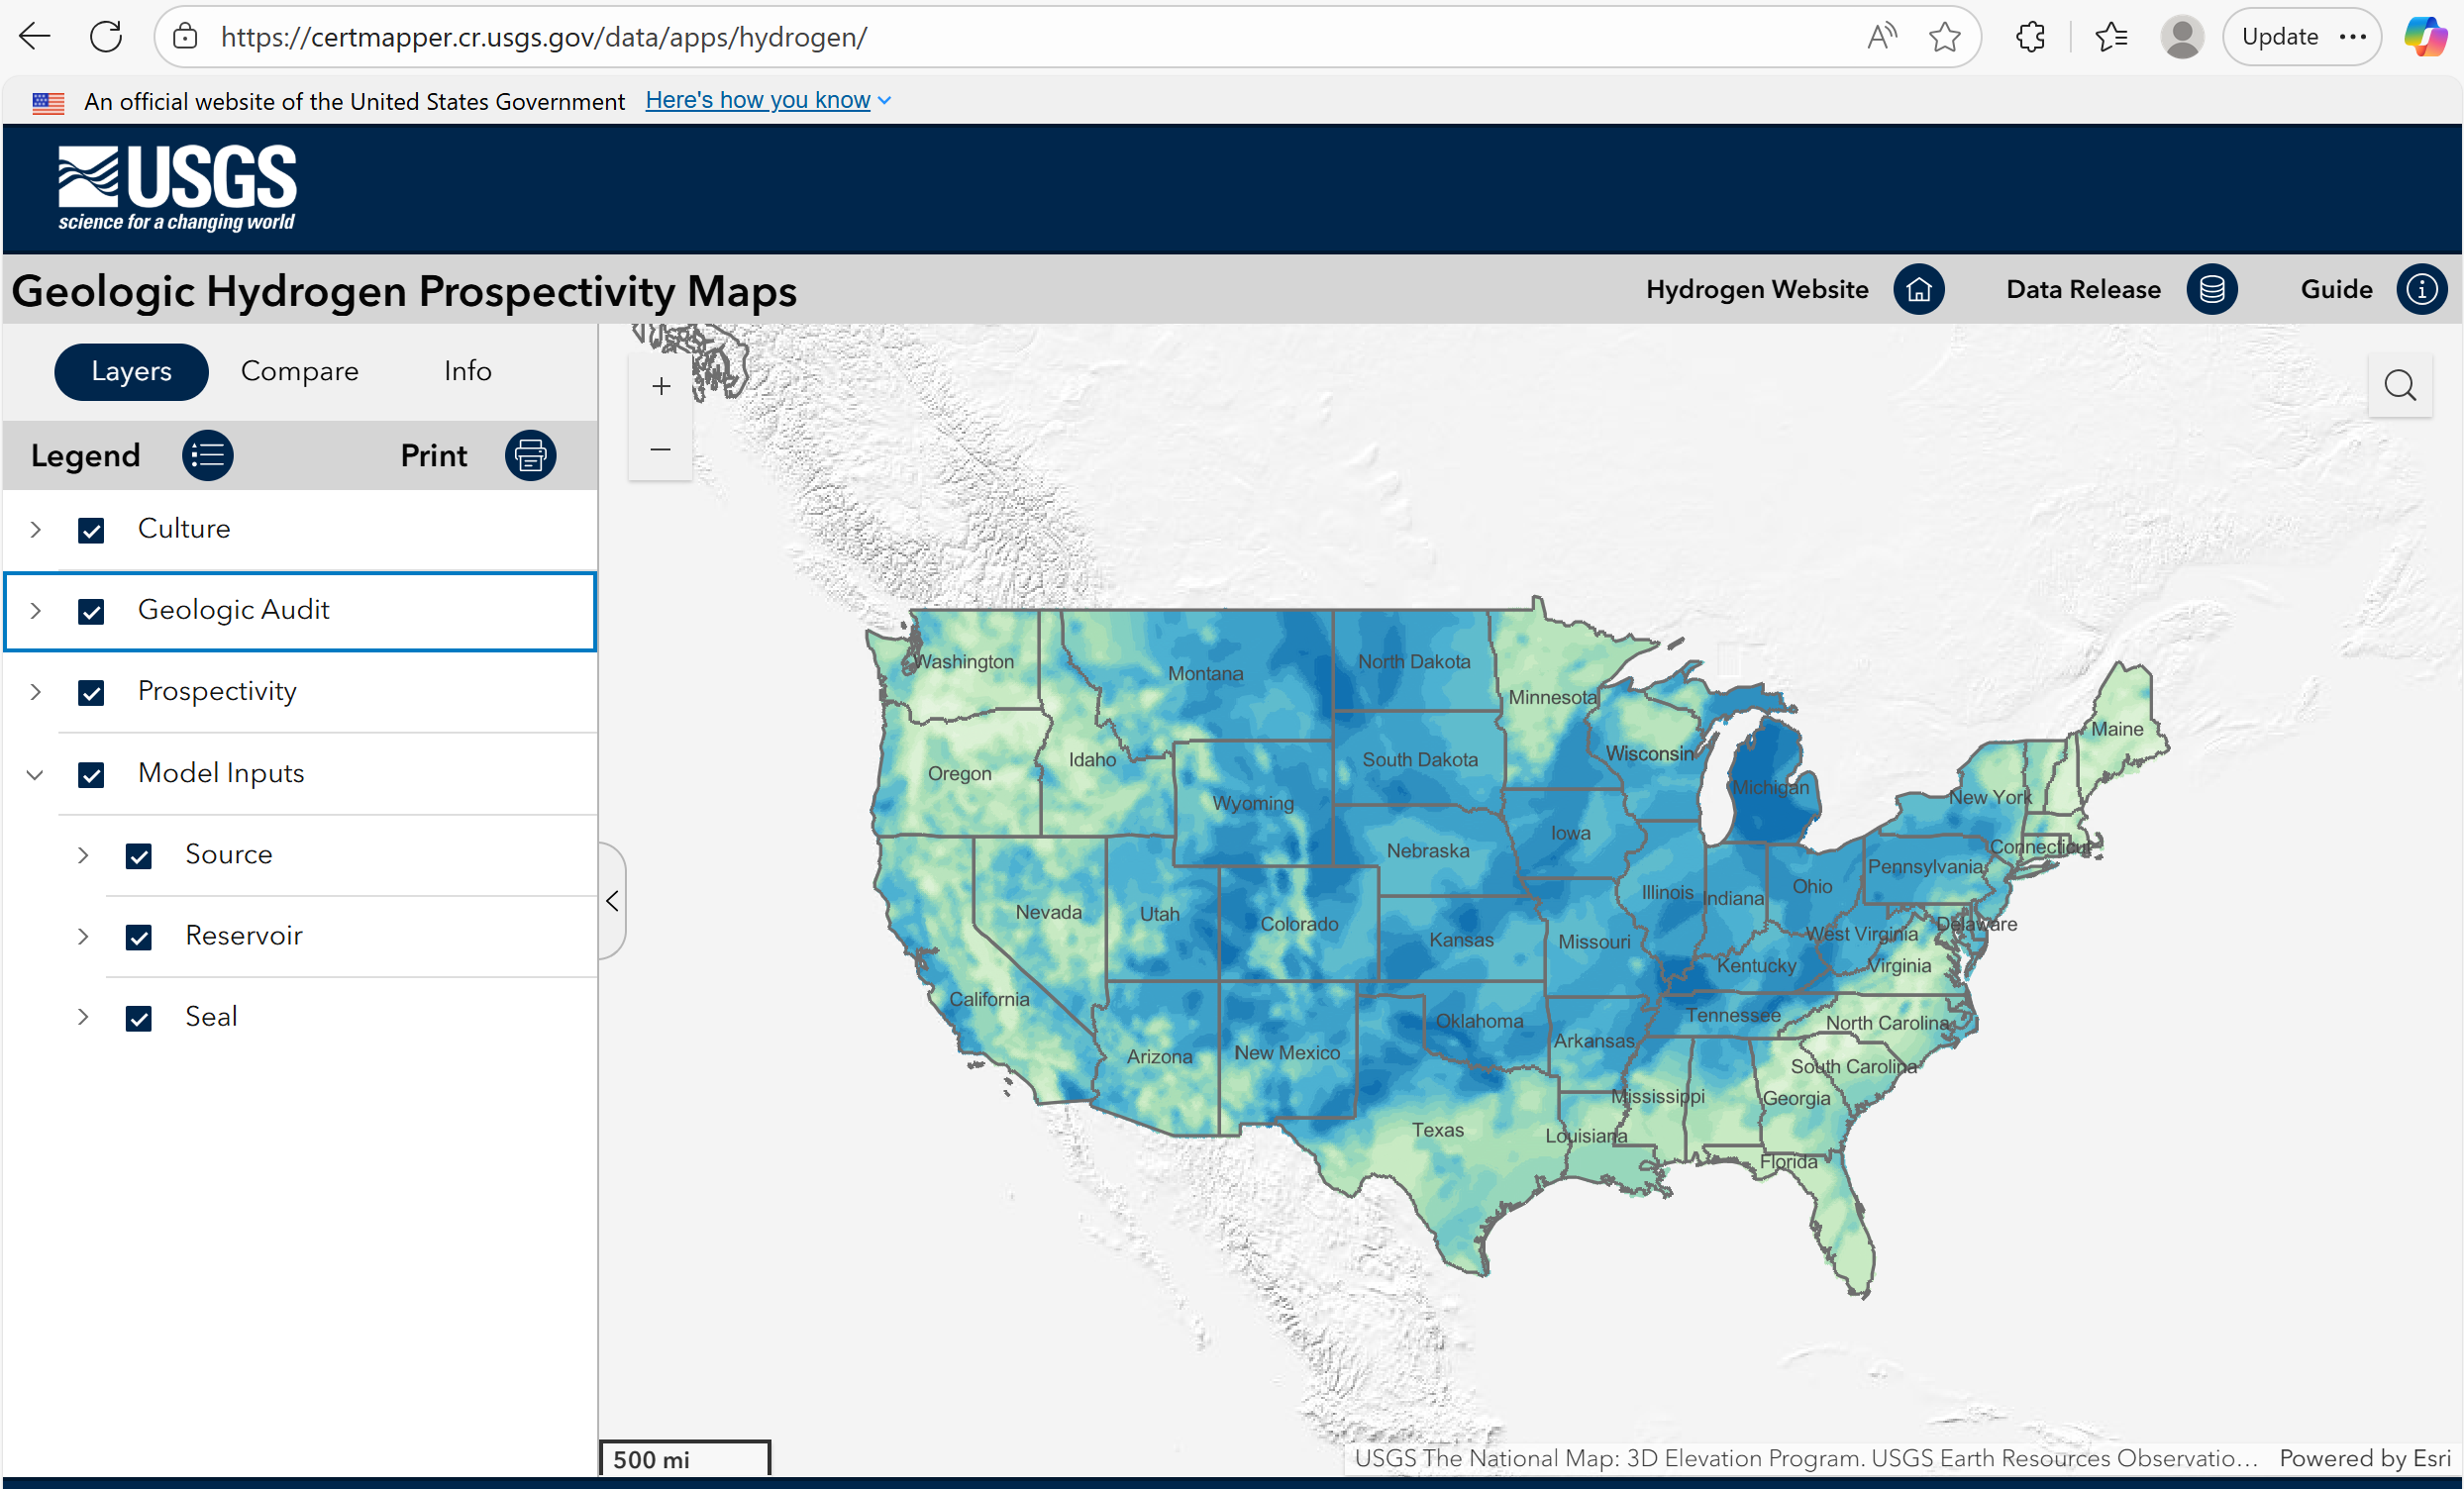 https://certmapper.cr.usgs.gov/data/apps/hydrogen/
Update
An official website of the United States Government Here's how you know
USGS
science for a changing world
Geologic Hydrogen Prospectivity Maps
Hydrogen Website
Data Release
Guide
Layers
Compare
Info
Legend
Print
Culture
Geologic Audit
Prospectivity
Model Inputs
Source
Reservoir
Seal
+
−
Washington
Montana
North Dakota
Minnesota
Maine
Oregon
Idaho
Wyoming
South Dakota
Wisconsin
Michigan
New York
Iowa
Nebraska
Connecticut
Pennsylvania
Nevada
Utah
Colorado
Illinois
Indiana
Ohio
Kansas
Missouri
West Virginia
Delaware
Kentucky
Virginia
California
Oklahoma
Tennessee
North Carolina
Arizona
New Mexico
Arkansas
South Carolina
Mississippi
Georgia
Texas
Louisiana
Florida
500 mi
USGS The National Map: 3D Elevation Program. USGS Earth Resources Observatio...
Powered by Esri